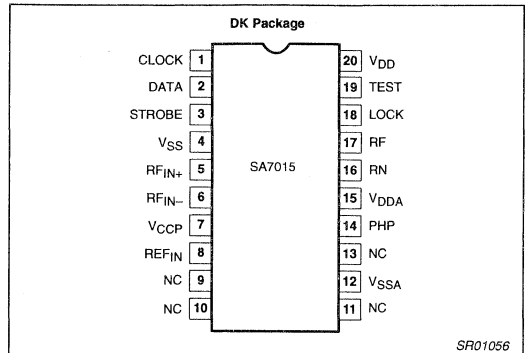 DK Package
CLOCK 1 20 VDD
DATA 2 19 TEST
STROBE 3 18 LOCK
VSS 4 17 RF
RFIN+ 5 SA7015 16 RN
RFIN– 6 15 VDDA
VCCP 7 14 PHP
REFIN 8 13 NC
NC 9 12 VSSA
NC 10 11 NC
SR01056